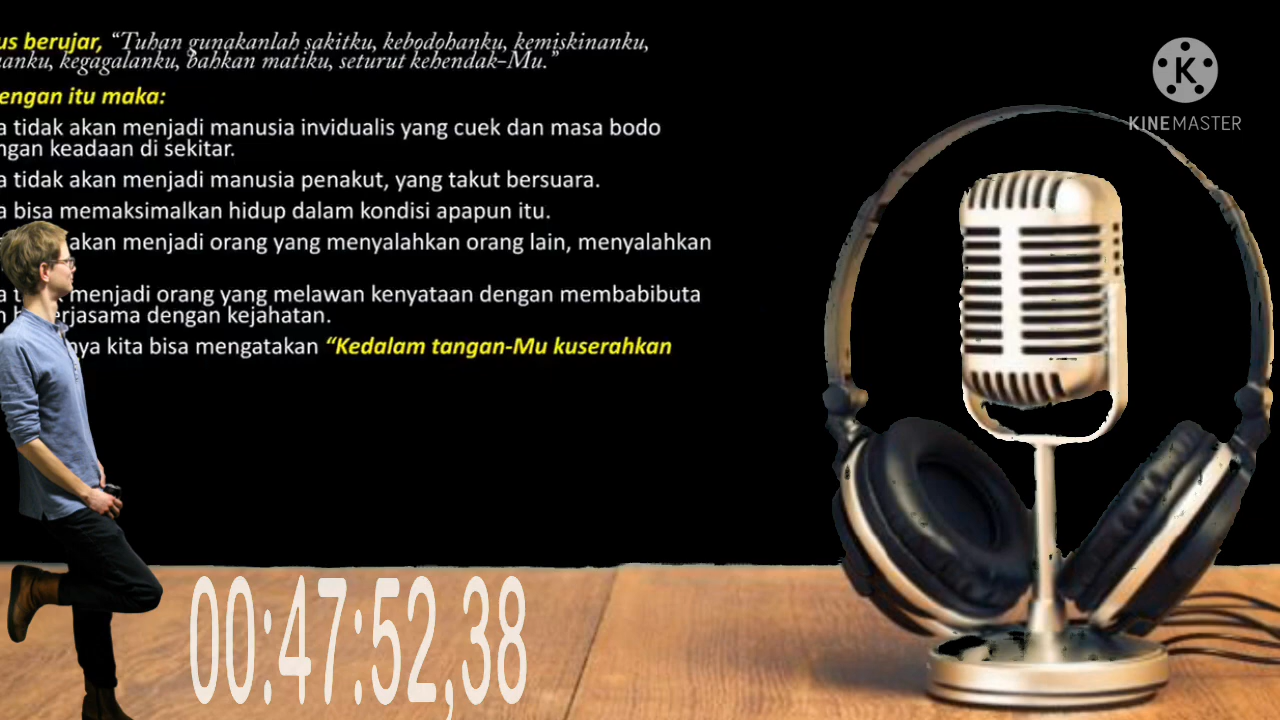 us berujar, “Tuhan gunakanlah sakitku, kebodohanku, kemiskinanku,
anku, kegagalanku, bahkan matiku, seturut kehendak-Mu.”
engan itu maka:
a tidak akan menjadi manusia invidualis yang cuek dan masa bodo
ngan keadaan di sekitar.
a tidak akan menjadi manusia penakut, yang takut bersuara.
a bisa memaksimalkan hidup dalam kondisi apapun itu.
akan menjadi orang yang menyalahkan orang lain, menyalahkan
menjadi orang yang melawan kenyataan dengan membabibuta
erjasama dengan kejahatan.
nya kita bisa mengatakan “Kedalam tangan-Mu kuserahkan
00:47:52,38
K
KINEMASTER